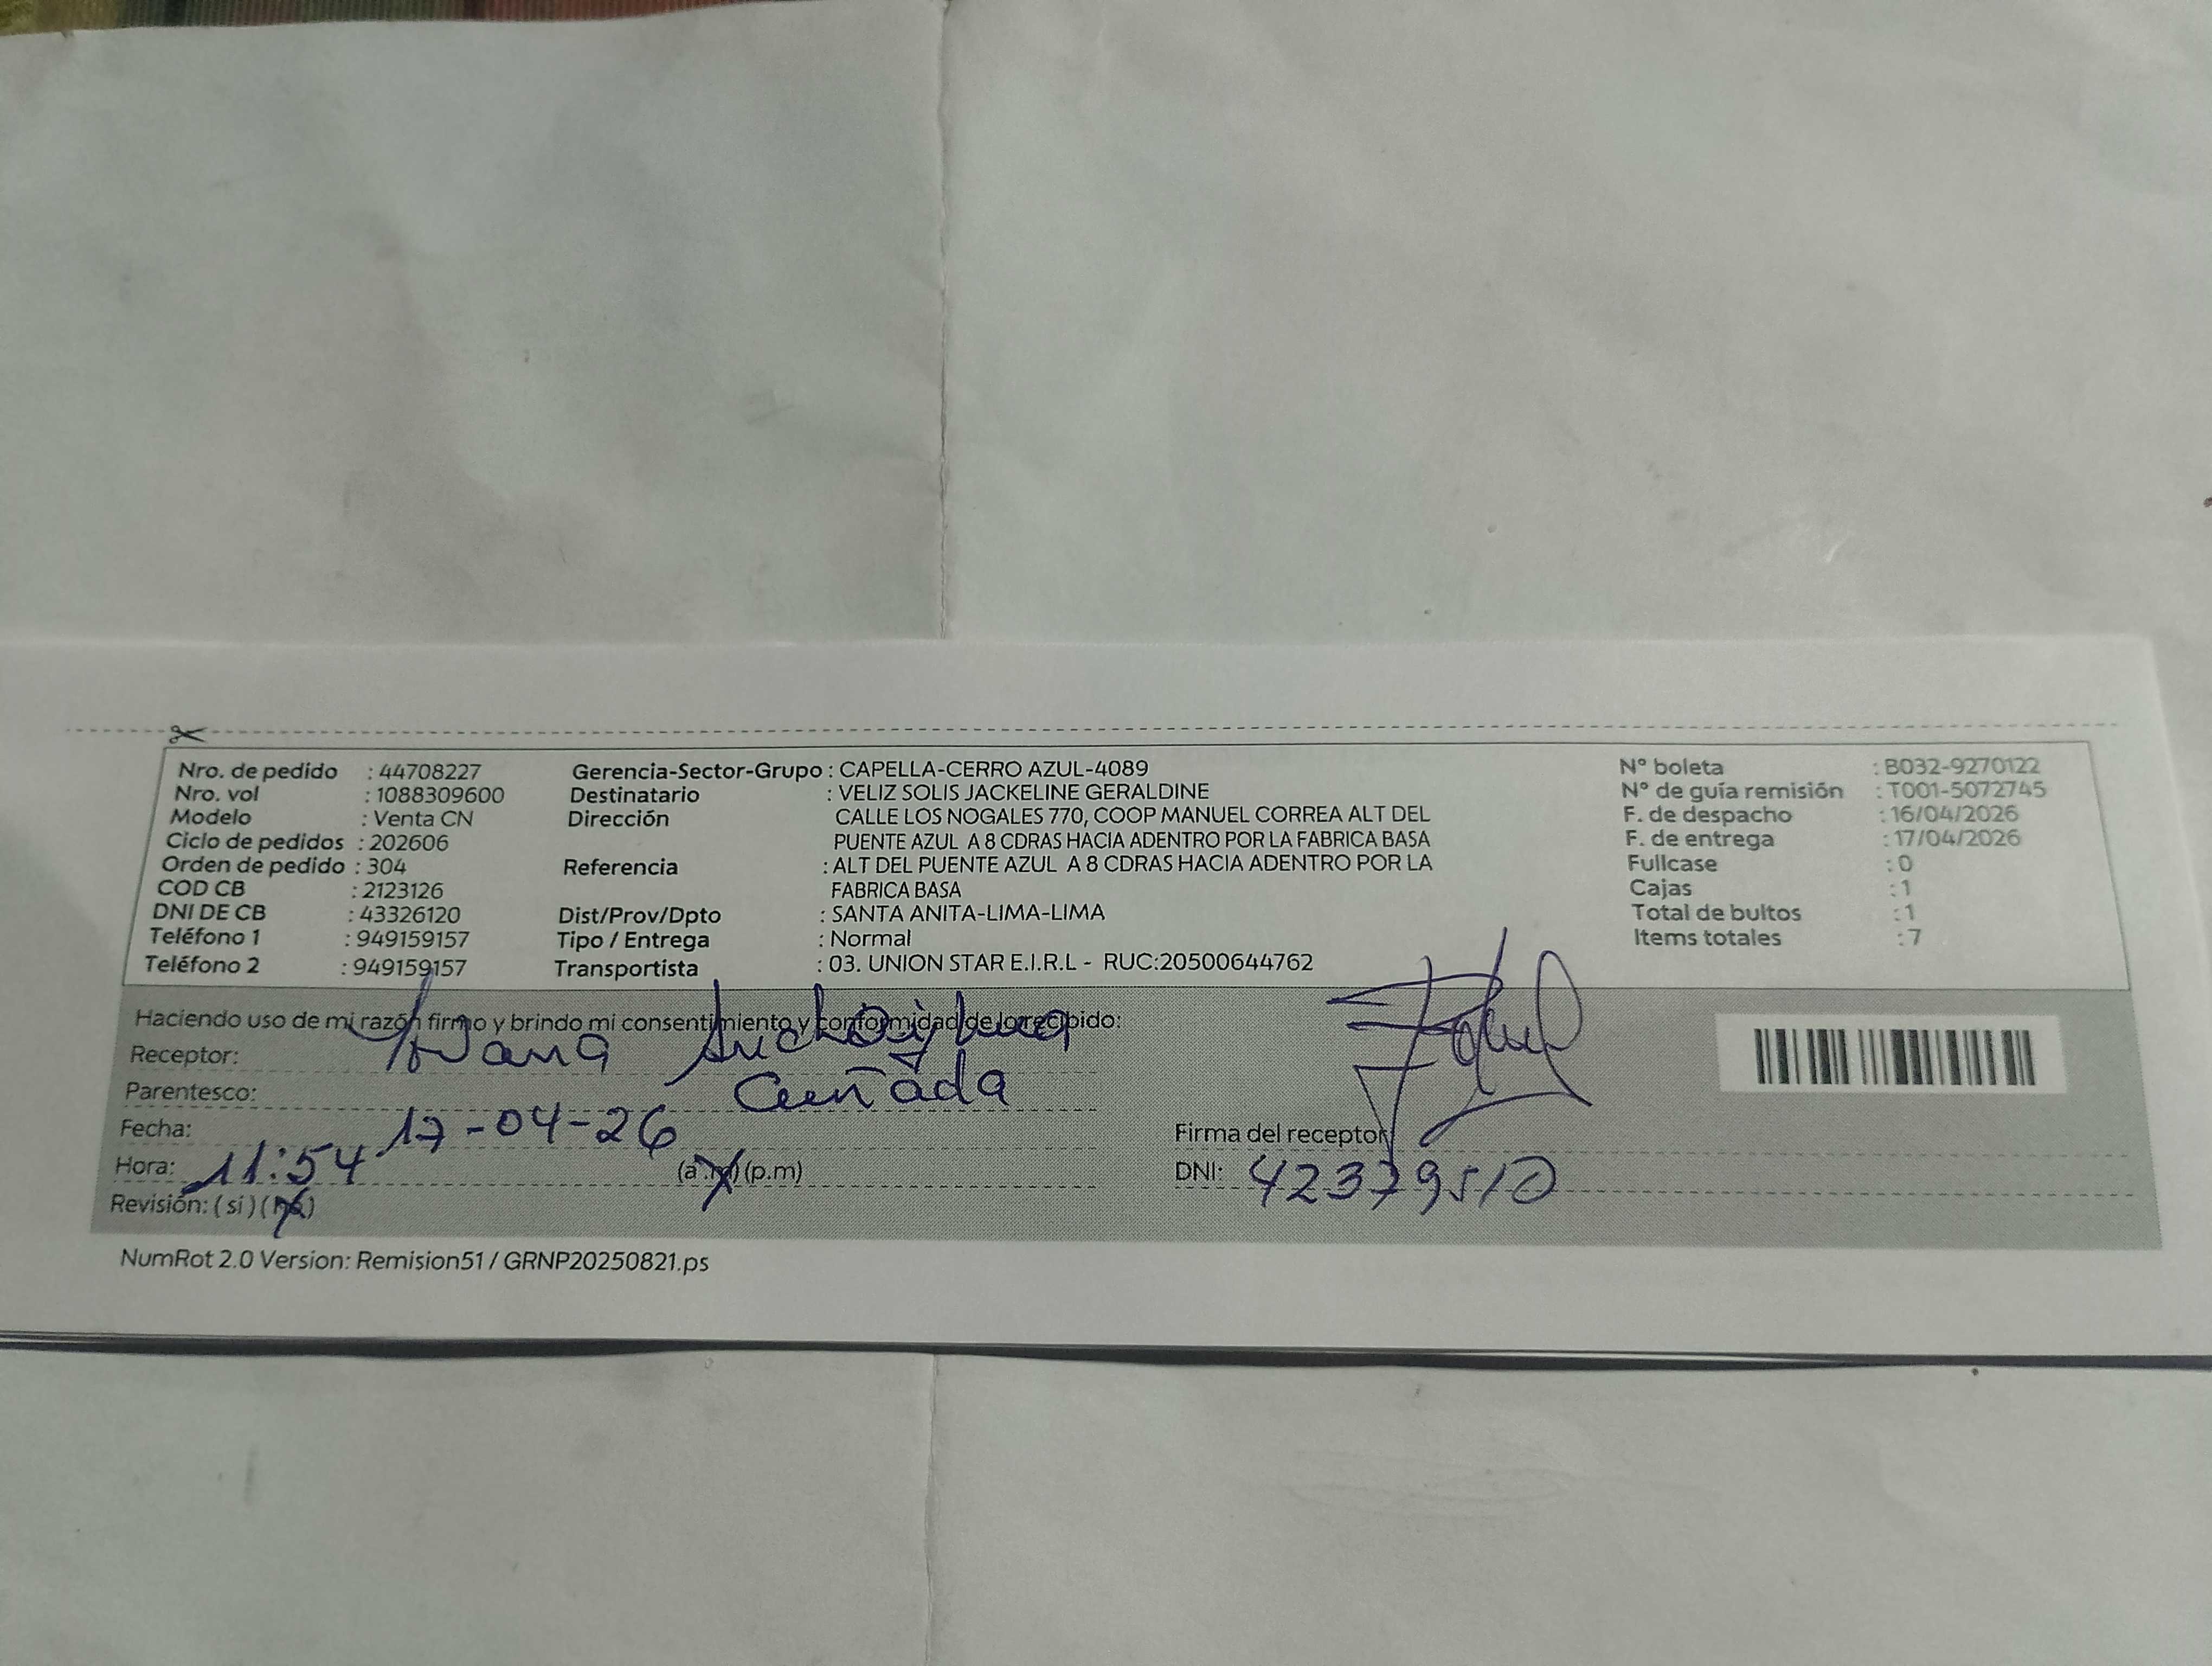 Nro. de pedido : 44708227
Nro. vol : 1088309600
Modelo : Venta CN
Ciclo de pedidos : 202606
Orden de pedido : 304
COD CB : 2123126
DNI DE CB : 43326120
Teléfono 1 : 949159157
Teléfono 2 : 949159157
Gerencia-Sector-Grupo : CAPELLA-CERRO AZUL-4089
Destinatario : VELIZ SOLIS JACKELINE GERALDINE
Dirección CALLE LOS NOGALES 770, COOP MANUEL CORREA ALT DEL
PUENTE AZUL A 8 CDRAS HACIA ADENTRO POR LA FABRICA BASA
Referencia : ALT DEL PUENTE AZUL A 8 CDRAS HACIA ADENTRO POR LA
FABRICA BASA
Dist/Prov/Dpto : SANTA ANITA-LIMA-LIMA
Tipo / Entrega : Normal
Transportista : 03. UNION STAR E.I.R.L - RUC:20500644762
N° boleta : B032-9270122
N° de guía remisión : T001-5072745
F. de despacho : 16/04/2026
F. de entrega : 17/04/2026
Fullcase : 0
Cajas : 1
Total de bultos : 1
Items totales : 7
Haciendo uso de mi razón firmo y brindo mi consentimiento y conformidad de lo recibido:
Receptor:
Parentesco: Cuñada
Fecha: 17-04-26
Hora: 11:54 (a.m) (p.m)
Revisión: (si) (no)
Firma del receptor
DNI: 42379510
NumRot 2.0 Version: Remision51 / GRNP20250821.ps